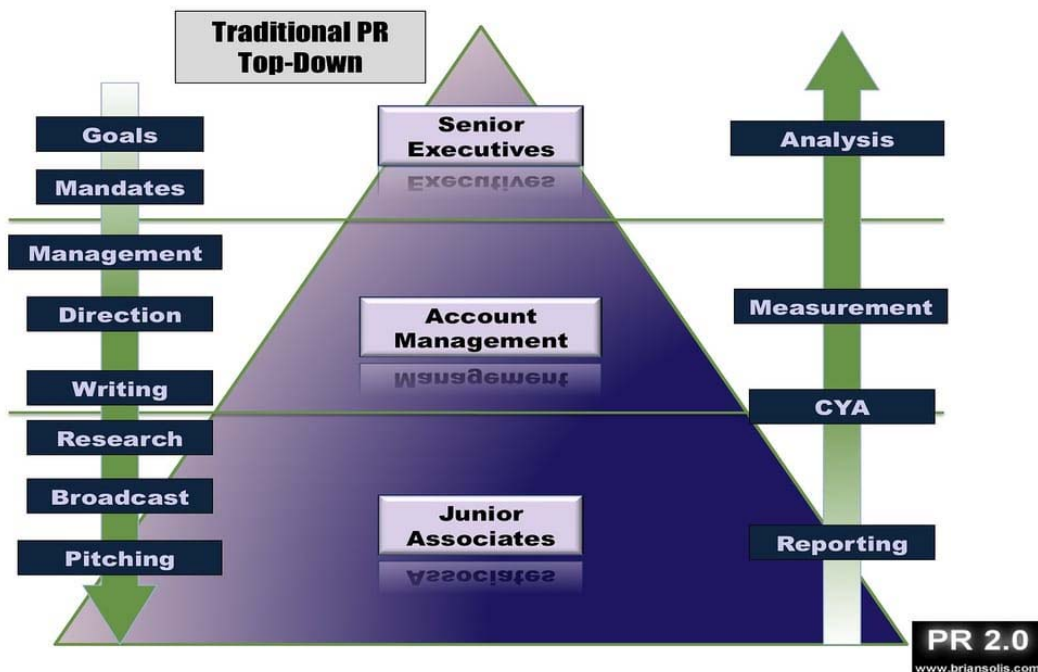 Traditional PR
Top-Down
Goals
Mandates
Management
Direction
Writing
Research
Broadcast
Pitching
Senior
Executives
Account
Management
Junior
Associates
Analysis
Measurement
CYA
Reporting
PR 2.0
www.briansolis.com